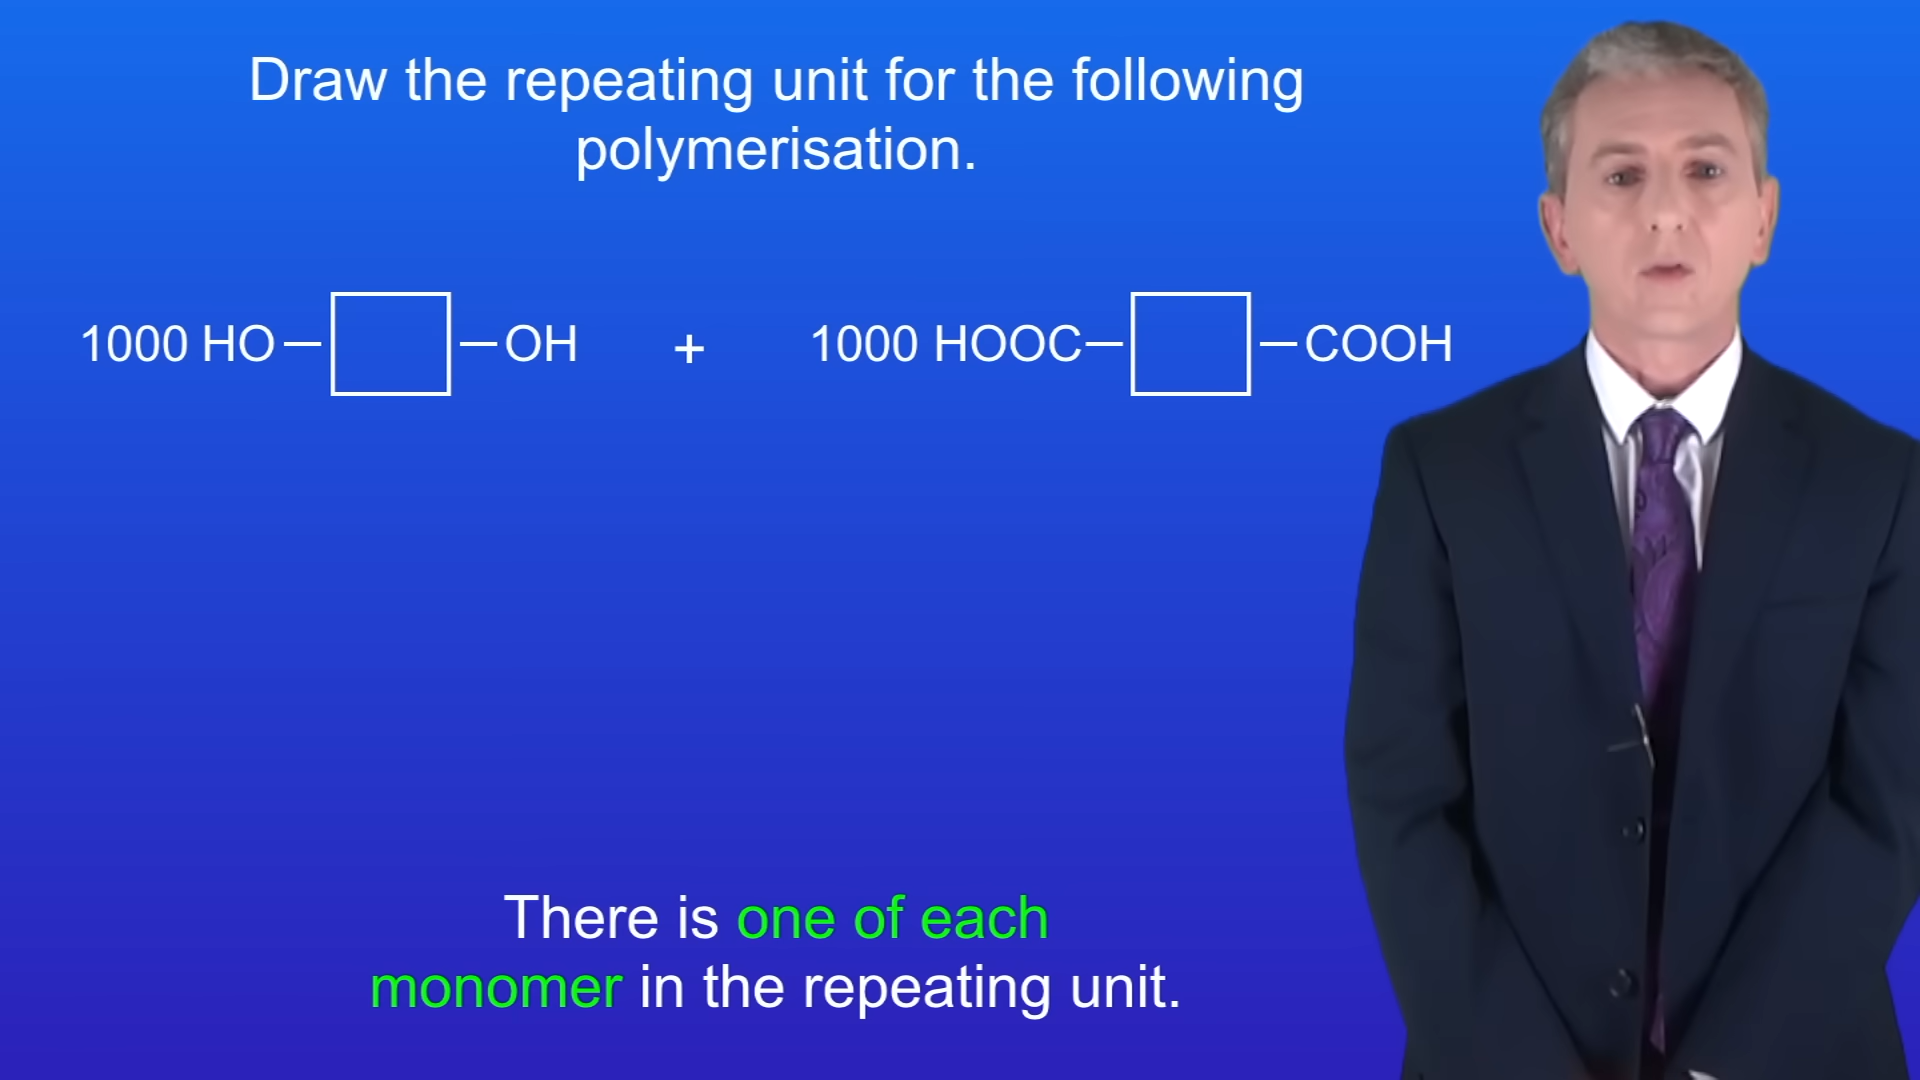 Draw the repeating unit for the following
polymerisation.
1000 HO — — OH + 1000 HOOC — — COOH
There is one of each
monomer in the repeating unit.